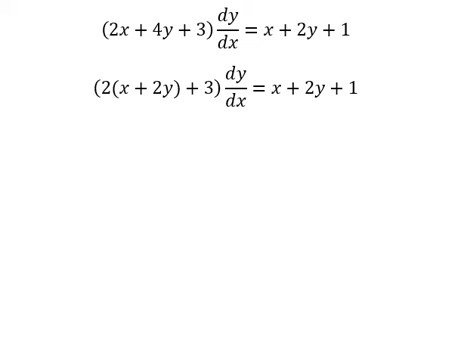 (2x + 4y + 3) dy/dx = x + 2y + 1
(2(x + 2y) + 3) dy/dx = x + 2y + 1